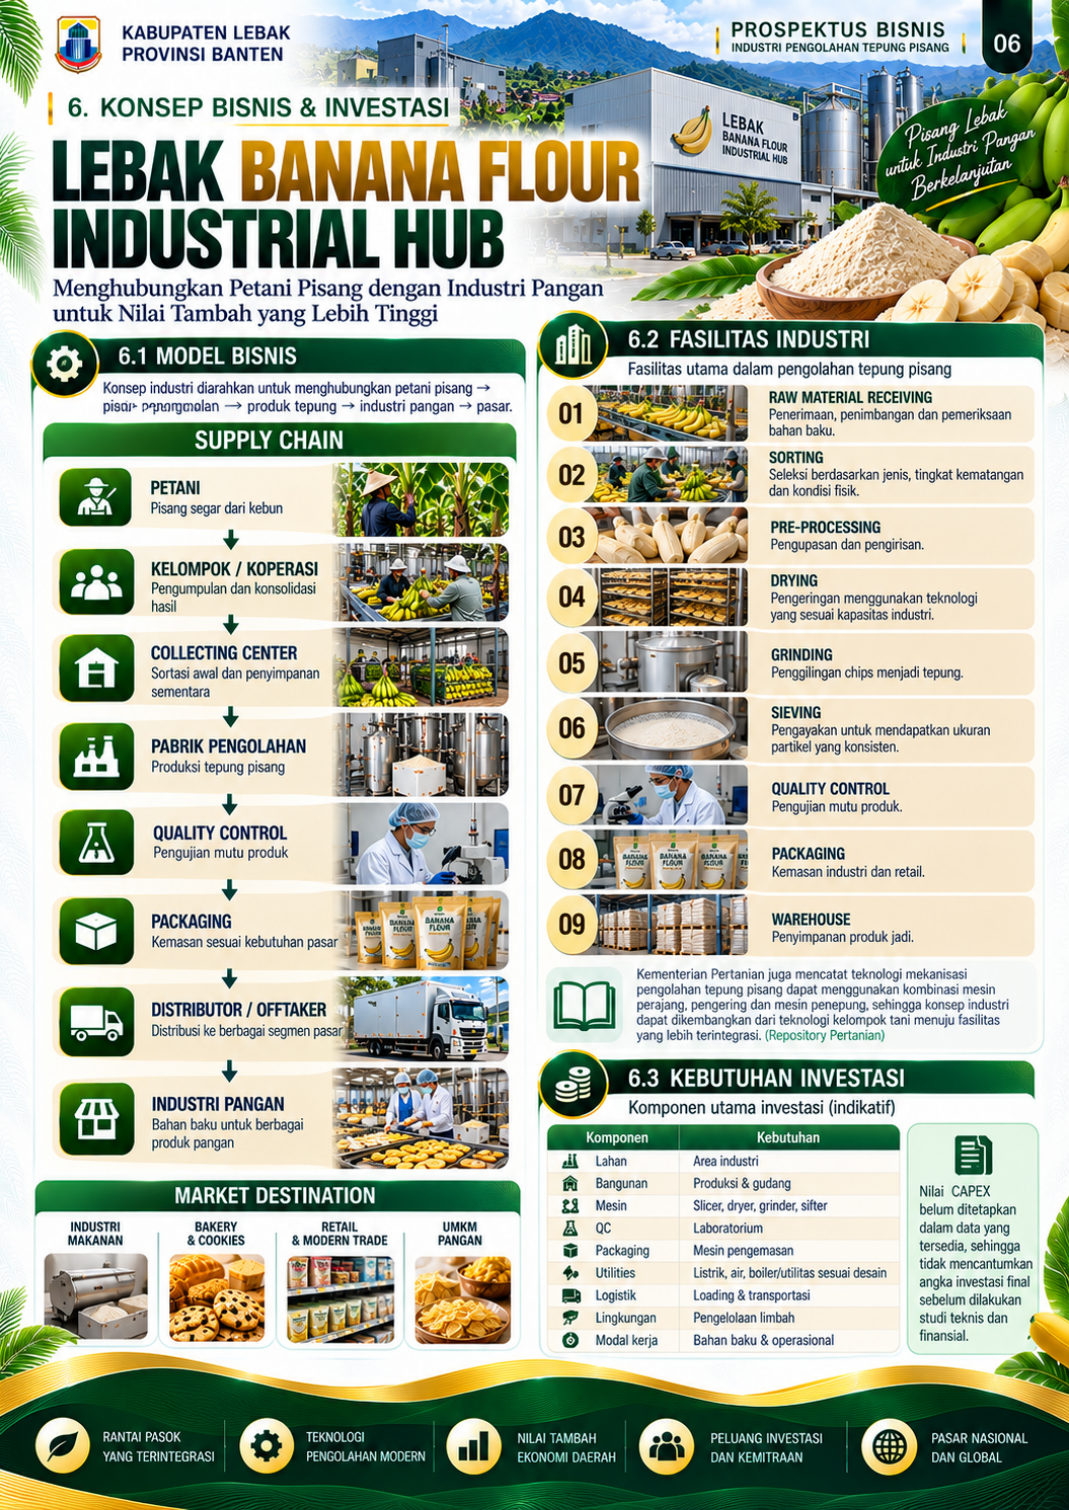 KABUPATEN LEBAK
PROVINSI BANTEN
PROSPEKTUS BISNIS
INDUSTRI PENGOLAHAN TEPUNG PISANG
06
6. KONSEP BISNIS & INVESTASI
LEBAK BANANA FLOUR
INDUSTRIAL HUB
Menghubungkan Petani Pisang dengan Industri Pangan
untuk Nilai Tambah yang Lebih Tinggi
LEBAK
BANANA FLOUR
INDUSTRIAL HUB
Pisang Lebak
untuk Industri Pangan
Berkelanjutan
6.1 MODEL BISNIS
Konsep industri diarahkan untuk menghubungkan petani pisang →
→ produk tepung → industri pangan → pasar.
SUPPLY CHAIN
PETANI
Pisang segar dari kebun
KELOMPOK / KOPERASI
Pengumpulan dan konsolidasi
hasil
COLLECTING CENTER
Sortasi awal dan penyimpanan
sementara
PABRIK PENGOLAHAN
Produksi tepung pisang
QUALITY CONTROL
Pengujian mutu produk
PACKAGING
Kemasan sesuai kebutuhan pasar
BANANA
FLOUR
BANANA
FLOUR
BANANA
FLOUR
DISTRIBUTOR / OFFTAKER
Distribusi ke berbagai segmen pasar
INDUSTRI PANGAN
Bahan baku untuk berbagai
produk pangan
MARKET DESTINATION
INDUSTRI
MAKANAN
BAKERY
& COOKIES
RETAIL
& MODERN TRADE
UMKM
PANGAN
6.2 FASILITAS INDUSTRI
Fasilitas utama dalam pengolahan tepung pisang
01
RAW MATERIAL RECEIVING
Penerimaan, penimbangan dan pemeriksaan
bahan baku.
02
SORTING
Seleksi berdasarkan jenis, tingkat kematangan
dan kondisi fisik.
03
PRE-PROCESSING
Pengupasan dan pengirisan.
04
DRYING
Pengeringan menggunakan teknologi
yang sesuai kapasitas industri.
05
GRINDING
Penggilingan chips menjadi tepung.
06
SIEVING
Pengayakan untuk mendapatkan ukuran
partikel yang konsisten.
07
QUALITY CONTROL
Pengujian mutu produk.
08
BANANA
FLOUR
BANANA
FLOUR
BANANA
FLOUR
PACKAGING
Kemasan industri dan retail.
09
WAREHOUSE
Penyimpanan produk jadi.
Kementerian Pertanian juga mencatat teknologi mekanisasi
pengolahan tepung pisang dapat menggunakan kombinasi mesin
perajang, pengering dan mesin penepung, sehingga konsep industri
dapat dikembangkan dari teknologi kelompok tani menuju fasilitas
yang lebih terintegrasi. (Repository Pertanian)
6.3 KEBUTUHAN INVESTASI
Komponen utama investasi (indikatif)
Komponen Kebutuhan
Lahan Area industri
Bangunan Produksi & gudang
Mesin Slicer, dryer, grinder, sifter
QC Laboratorium
Packaging Mesin pengemasan
Utilities Listrik, air, boiler/utilitas sesuai desain
Logistik Loading & transportasi
Lingkungan Pengelolaan limbah
Modal kerja Bahan baku & operasional
Nilai CAPEX
belum ditetapkan
dalam data yang
tersedia, sehingga
tidak mencantumkan
angka investasi final
sebelum dilakukan
studi teknis dan
finansial.
RANTAI PASOK
YANG TERINTEGRASI
TEKNOLOGI
PENGOLAHAN MODERN
NILAI TAMBAH
EKONOMI DAERAH
PELUANG INVESTASI
DAN KEMITRAAN
PASAR NASIONAL
DAN GLOBAL